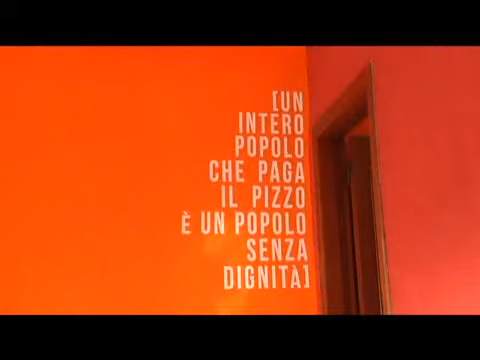 [UN
INTERO
POPOLO
CHE PAGA
IL PIZZO
È UN POPOLO
SENZA
DIGNITÀ]